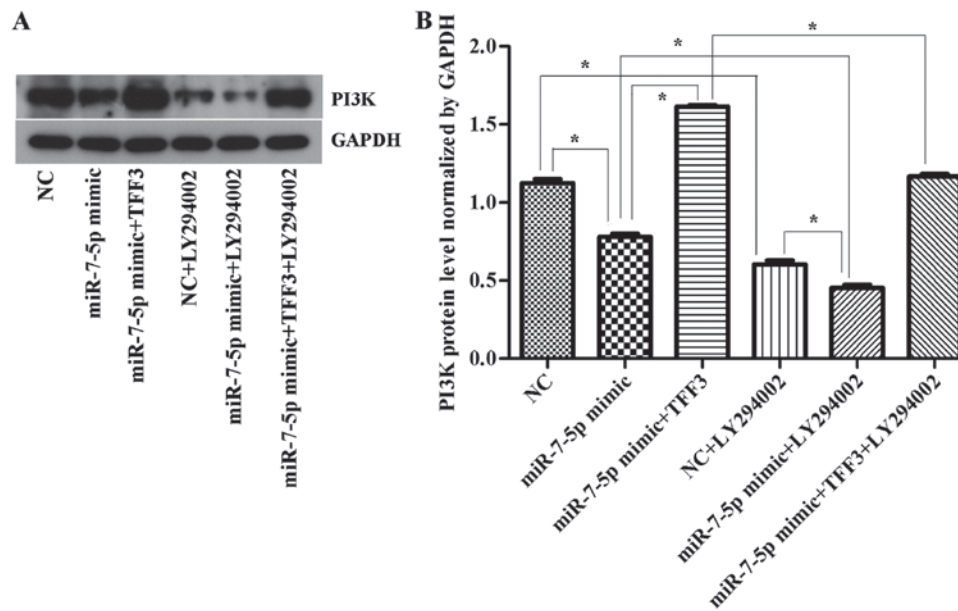 A
PI3K
GAPDH
NC
miR-7-5p mimic
miR-7-5p mimic+TFF3
NC+LY294002
miR-7-5p mimic+LY294002
miR-7-5p mimic+TFF3+LY294002
B
PI3K protein level normalized by GAPDH
2.0
1.5
1.0
0.5
0.0
*
*
*
*
*
*
NC
miR-7-5p mimic
miR-7-5p mimic+TFF3
NC+LY294002
miR-7-5p mimic+LY294002
miR-7-5p mimic+TFF3+LY294002